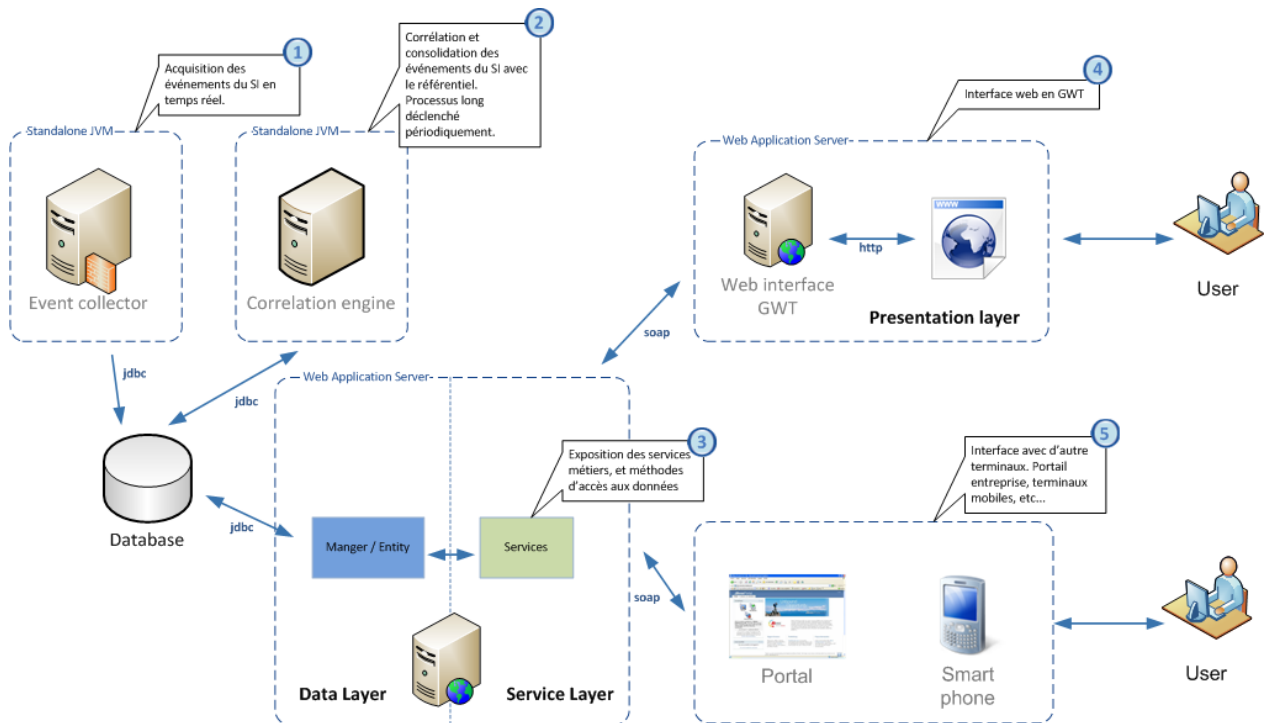 1
Acquisition des
événements du SI en
temps réel.
2
Corrélation et
consolidation des
événements du SI avec
le référentiel.
Processus long
déclenché
périodiquement.
Standalone JVM
Event collector
Standalone JVM
Correlation engine
4
Interface web en GWT
Web Application Server
WWW
http
Web interface
GWT
Presentation layer
User
jdbc
jdbc
soap
Database
jdbc
Web Application Server
3
Exposition des services
métiers, et méthodes
d'accès aux données
Manger / Entity
Services
Data Layer
Service Layer
soap
5
Interface avec d'autre
terminaux. Portail
entreprise, terminaux
mobiles, etc...
Portal
Smart
phone
User